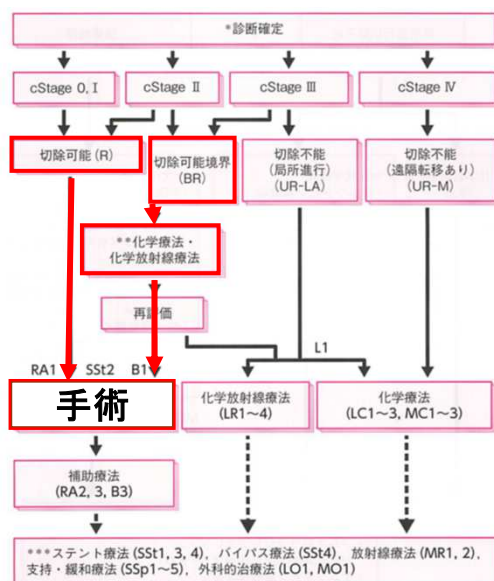 *診断確定
cStage 0, Ⅰ
cStage Ⅱ
cStage Ⅲ
cStage Ⅳ
切除可能(R)
切除可能境界
(BR)
切除不能
(局所進行)
(UR-LA)
切除不能
(遠隔転移あり)
(UR-M)
**化学療法・
化学放射線療法
再評価
RA1 SSt2 B1
L1
手術
化学放射線療法
(LR1〜4)
化学療法
(LC1〜3, MC1〜3)
補助療法
(RA2, 3, B3)
***ステント療法(SSt1, 3, 4), バイパス療法(SSt4), 放射線療法(MR1, 2),
支持・緩和療法(SSp1〜5), 外科的治療法(LO1, MO1)